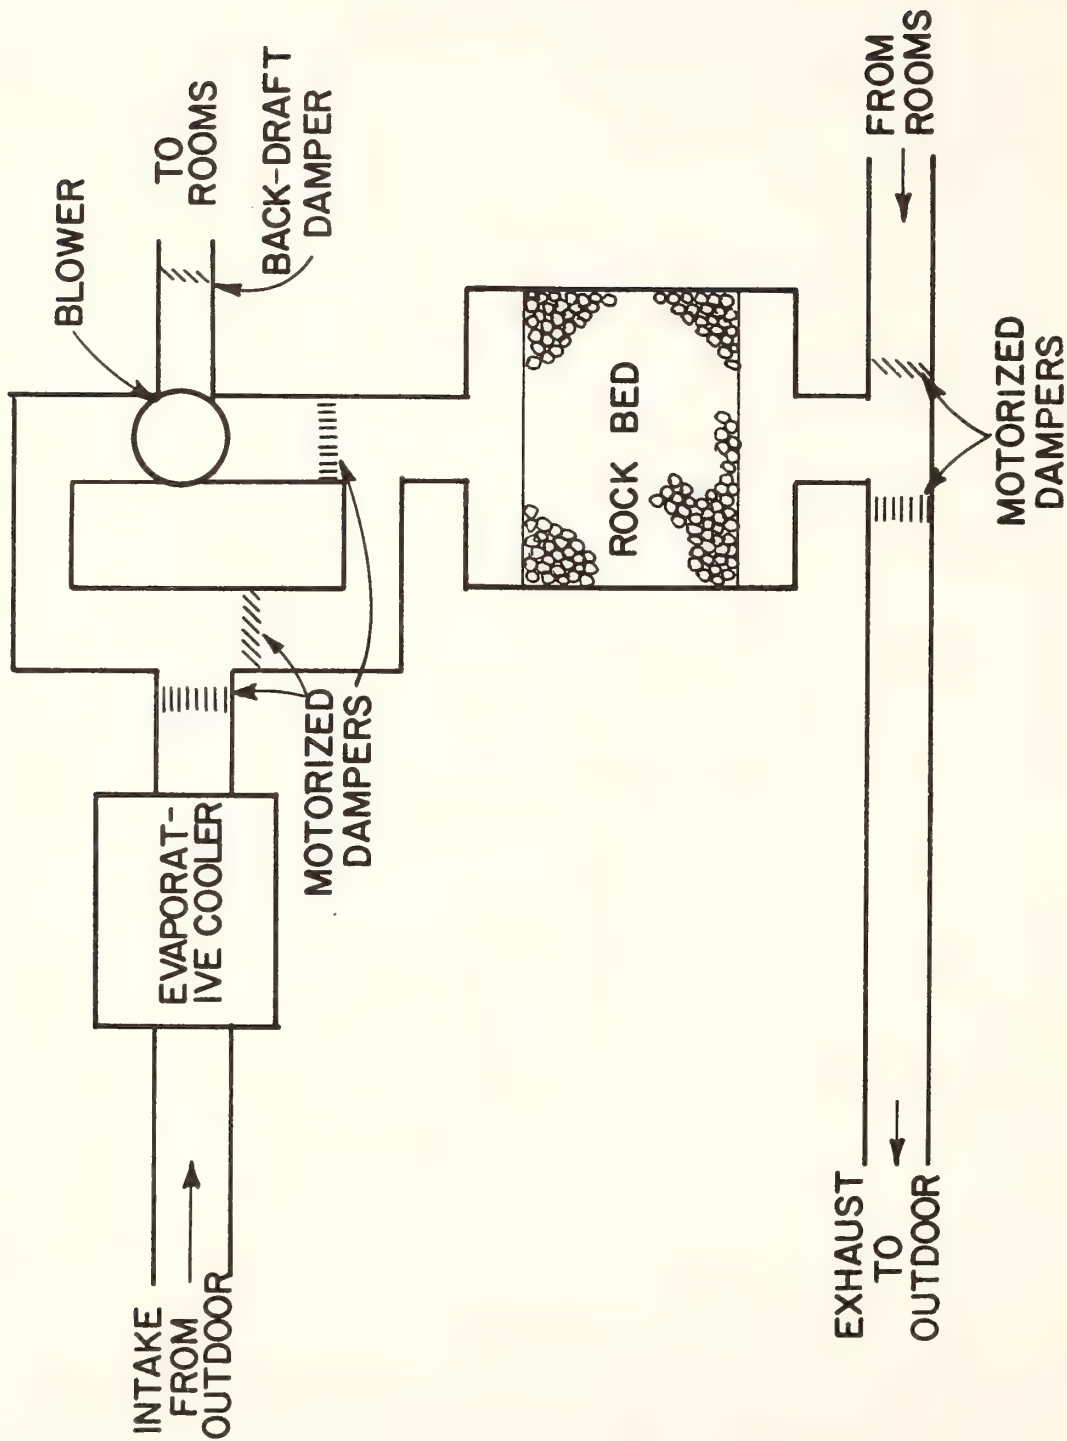 BLOWER
TO
ROOMS
BACK-DRAFT
DAMPER
INTAKE
FROM
OUTDOOR
EVAPORAT-
IVE COOLER
MOTORIZED
DAMPERS
ROCK BED
FROM
ROOMS
MOTORIZED
DAMPERS
EXHAUST
TO
OUTDOOR